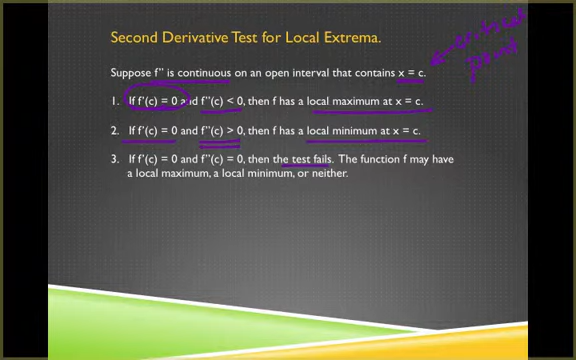 Second Derivative Test for Local Extrema.
Suppose f" is continuous on an open interval that contains x = c.
1. If f'(c) = 0 and f"(c) < 0, then f has a local maximum at x = c.
2. If f'(c) = 0 and f"(c) > 0, then f has a local minimum at x = c.
3. If f'(c) = 0 and f"(c) = 0, then the test fails. The function f may have
a local maximum, a local minimum, or neither.
point